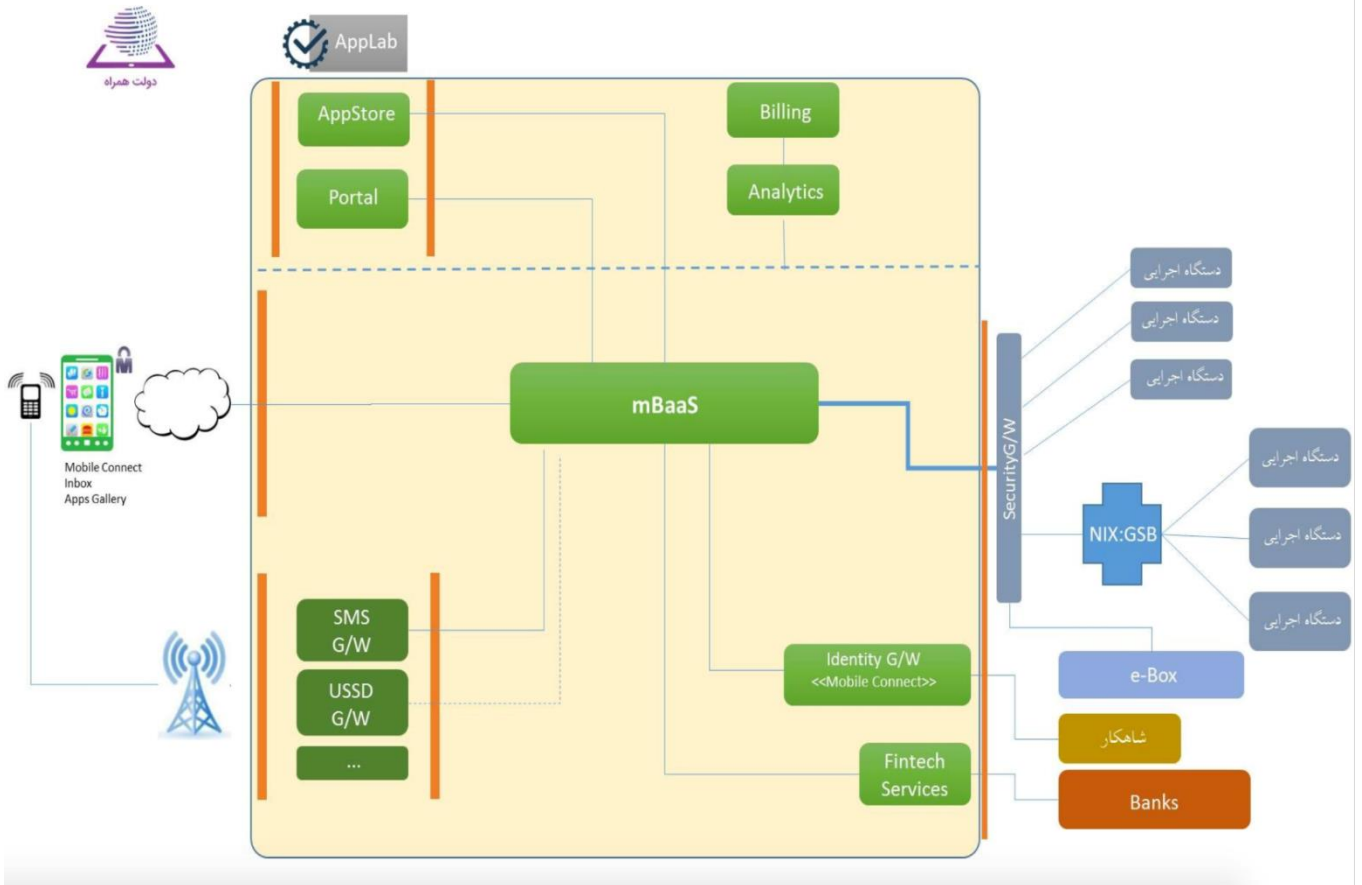 دولت همراه
AppLab
AppStore
Portal
Billing
Analytics
دستگاه اجرایی
دستگاه اجرایی
دستگاه اجرایی
mBaaS
Mobile Connect
Inbox
Apps Gallery
SecurityG/W
NIX:GSB
دستگاه اجرایی
دستگاه اجرایی
دستگاه اجرایی
SMS
G/W
USSD
G/W
...
Identity G/W
<<Mobile Connect>>
e-Box
شاهکار
Fintech
Services
Banks